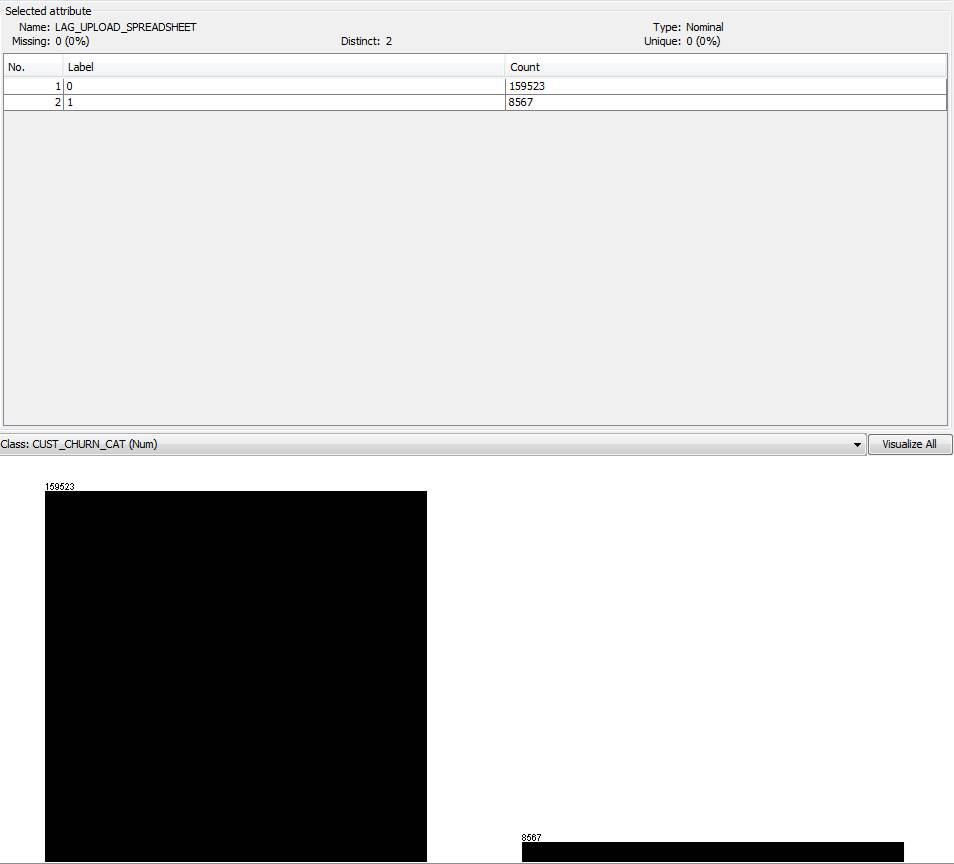 Selected attribute
Name: LAG_UPLOAD_SPREADSHEET Type: Nominal
Missing: 0 (0%) Distinct: 2 Unique: 0 (0%)
No. Label Count
1 0 159523
2 1 8567
Class: CUST_CHURN_CAT (Num) Visualize All
159523
8567